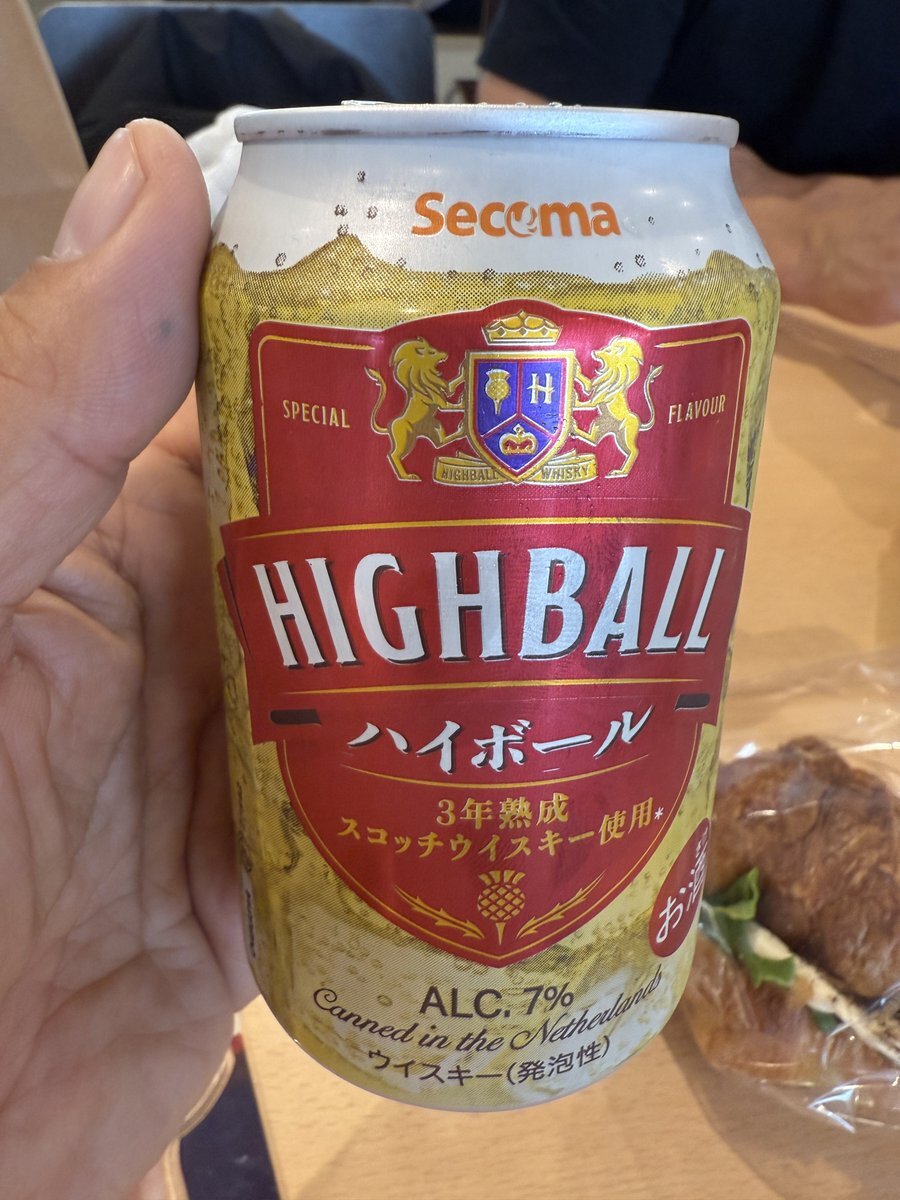 Secoma
SPECIAL
FLAVOUR
H
HIGHBALL WHISKY
HIGHBALL
ハイボール
3年熟成
スコッチウイスキー使用*
お酒
ALC. 7%
Canned in the Netherlands
ウイスキー(発泡性)